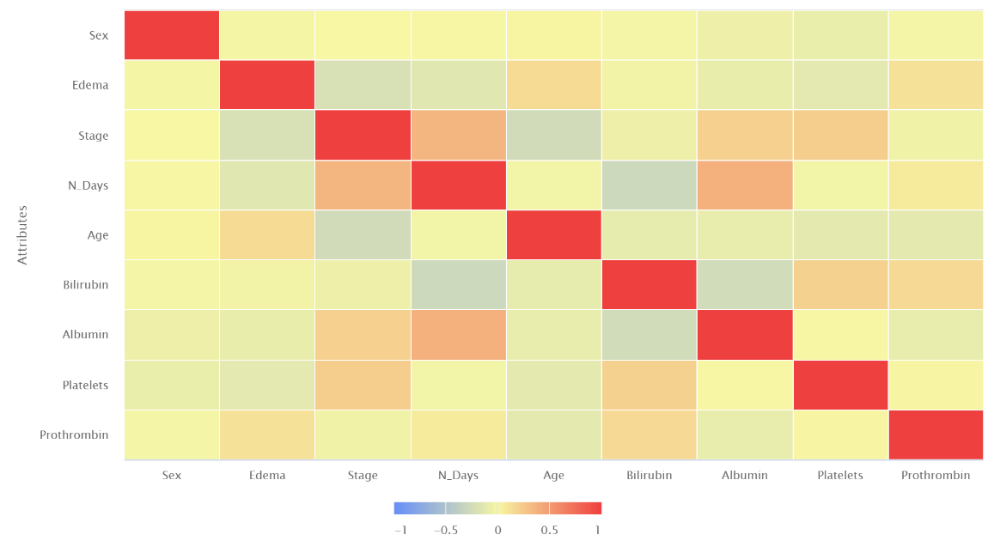 Attributes
Sex
Edema
Stage
N_Days
Age
Bilirubin
Albumin
Platelets
Prothrombin
Sex Edema Stage N_Days Age Bilirubin Albumin Platelets Prothrombin
-1 -0.5 0 0.5 1